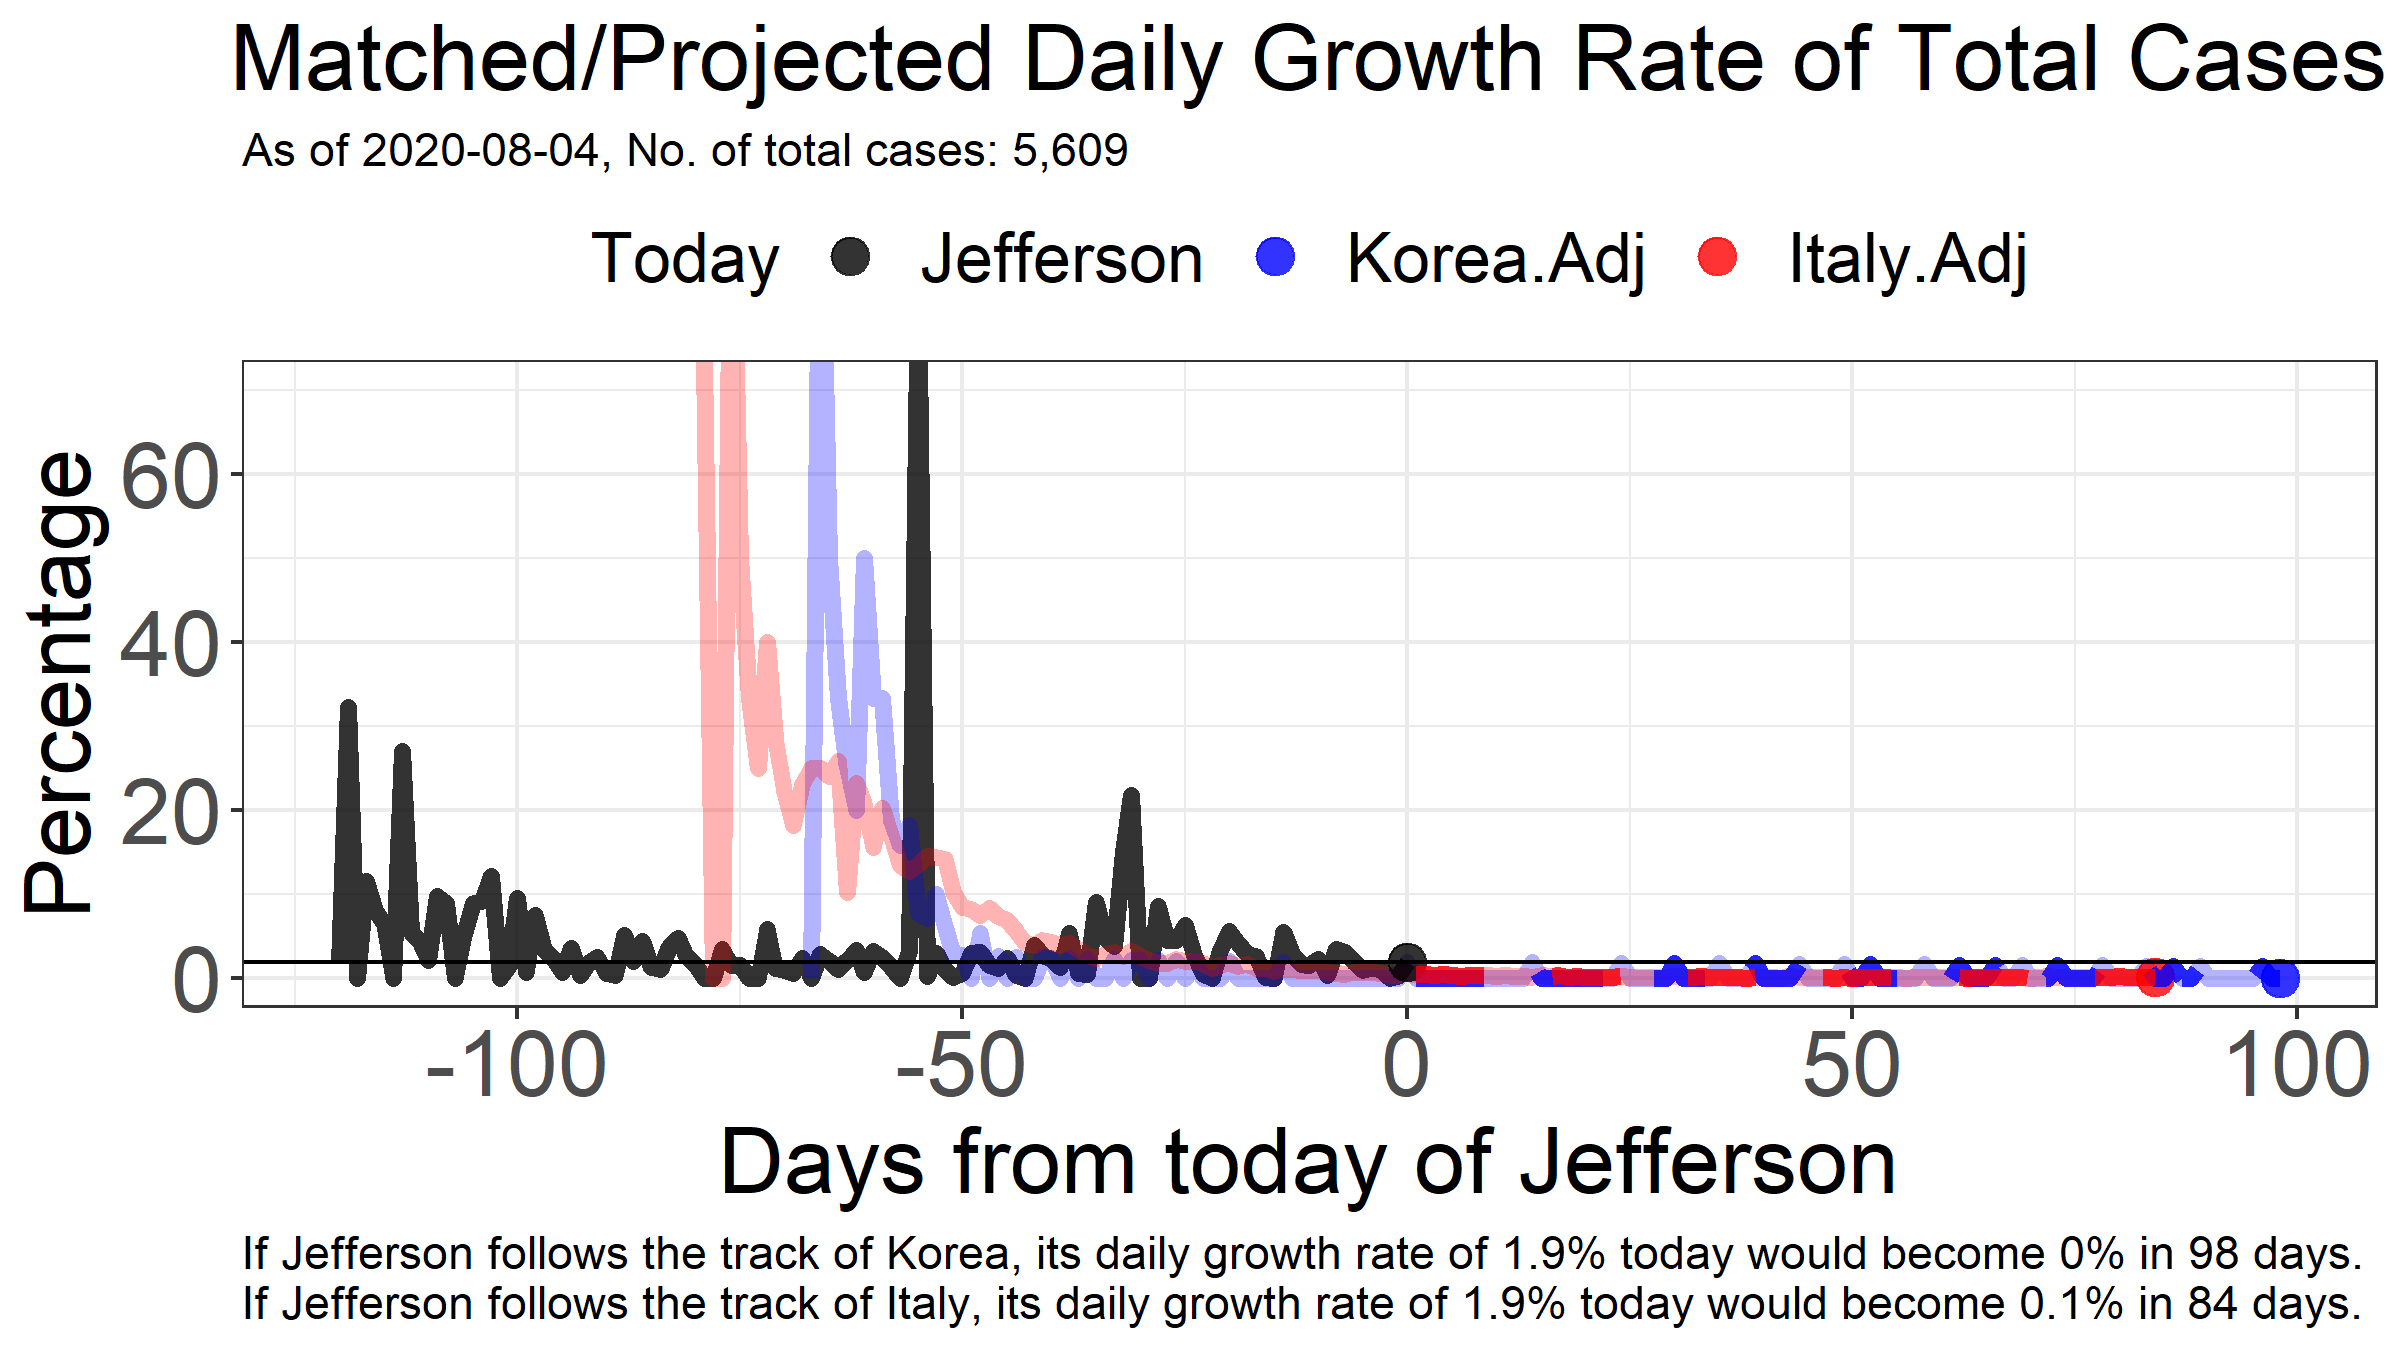 Matched/Projected Daily Growth Rate of Total Cases
As of 2020-08-04, No. of total cases: 5,609
Today Jefferson Korea.Adj Italy.Adj
Percentage
60
40
20
0
-100 -50 0 50 100
Days from today of Jefferson
If Jefferson follows the track of Korea, its daily growth rate of 1.9% today would become 0% in 98 days.
If Jefferson follows the track of Italy, its daily growth rate of 1.9% today would become 0.1% in 84 days.